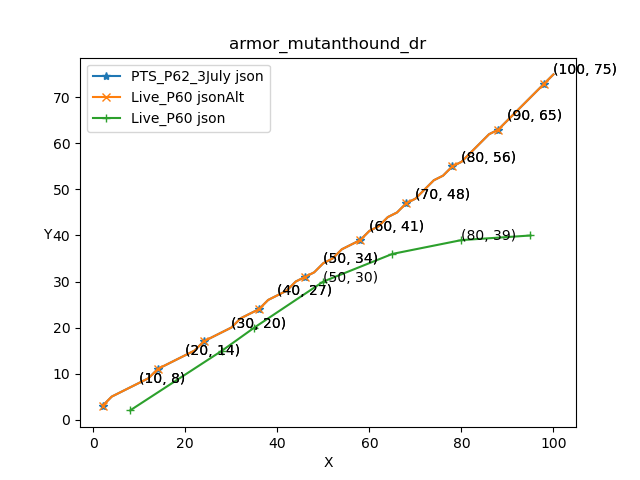 armor_mutanthound_dr
PTS_P62_3July json
Live_P60 jsonAlt
Live_P60 json
(100, 75)
(90, 65)
(80, 56)
(70, 48)
(60, 41)
(80, 39)
(50, 34)
(50, 30)
(40, 27)
(30, 20)
(20, 14)
(10, 8)
Y
70
60
50
40
30
20
10
0
0 20 40 60 80 100
X